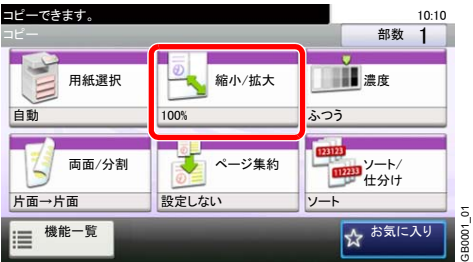 コピーできます。
10:10
コピー
部数 1
用紙選択
自動
縮小/拡大
100%
濃度
ふつう
両面/分割
片面→片面
ページ集約
設定しない
123123
112233
ソート/
仕分け
ソート
機能一覧
お気に入り
GB0001_01